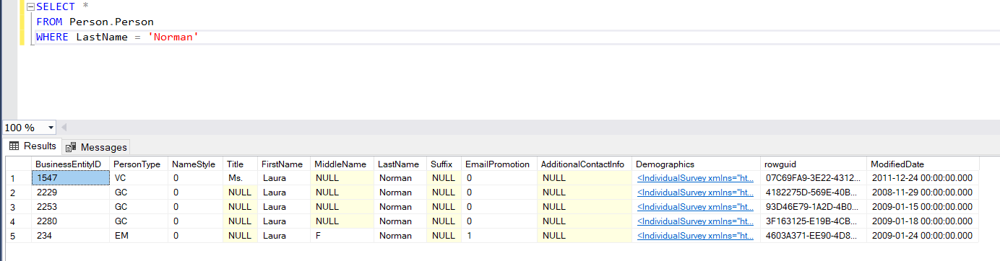 SELECT *
FROM Person.Person
WHERE LastName = 'Norman'
100 %
Results Messages
BusinessEntityID PersonType NameStyle Title FirstName MiddleName LastName Suffix EmailPromotion AdditionalContactInfo Demographics rowguid ModifiedDate
1 1547 VC 0 Ms. Laura NULL Norman NULL 0 NULL <IndividualSurvey xmlns="ht... 07C69FA9-3E22-4312... 2011-12-24 00:00:00.000
2 2229 GC 0 NULL Laura NULL Norman NULL 0 NULL <IndividualSurvey xmlns="ht... 4182275D-569E-40B... 2008-11-29 00:00:00.000
3 2253 GC 0 NULL Laura NULL Norman NULL 0 NULL <IndividualSurvey xmlns="ht... 93D46E79-1A2D-4B0... 2009-01-15 00:00:00.000
4 2280 GC 0 NULL Laura NULL Norman NULL 0 NULL <IndividualSurvey xmlns="ht... 3F163125-E19B-4CB... 2009-01-18 00:00:00.000
5 234 EM 0 NULL Laura F Norman NULL 1 NULL <IndividualSurvey xmlns="ht... 4603A371-EE90-4D8... 2009-01-24 00:00:00.000